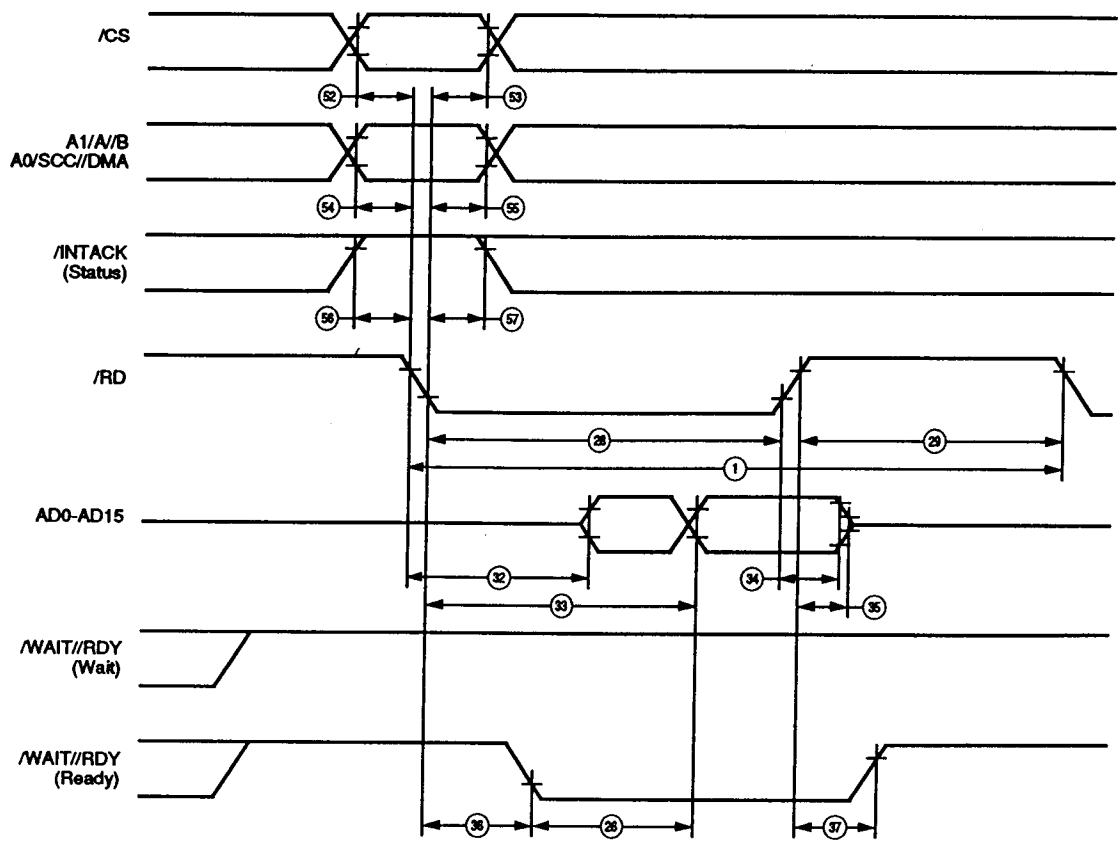 /CS
52
53
A1/A//B
A0/SCC//DMA
54
55
/INTACK
(Status)
56
57
/RD
28
29
1
AD0-AD15
32
34
33
35
/WAIT//RDY
(Wait)
/WAIT//RDY
(Ready)
36
26
37